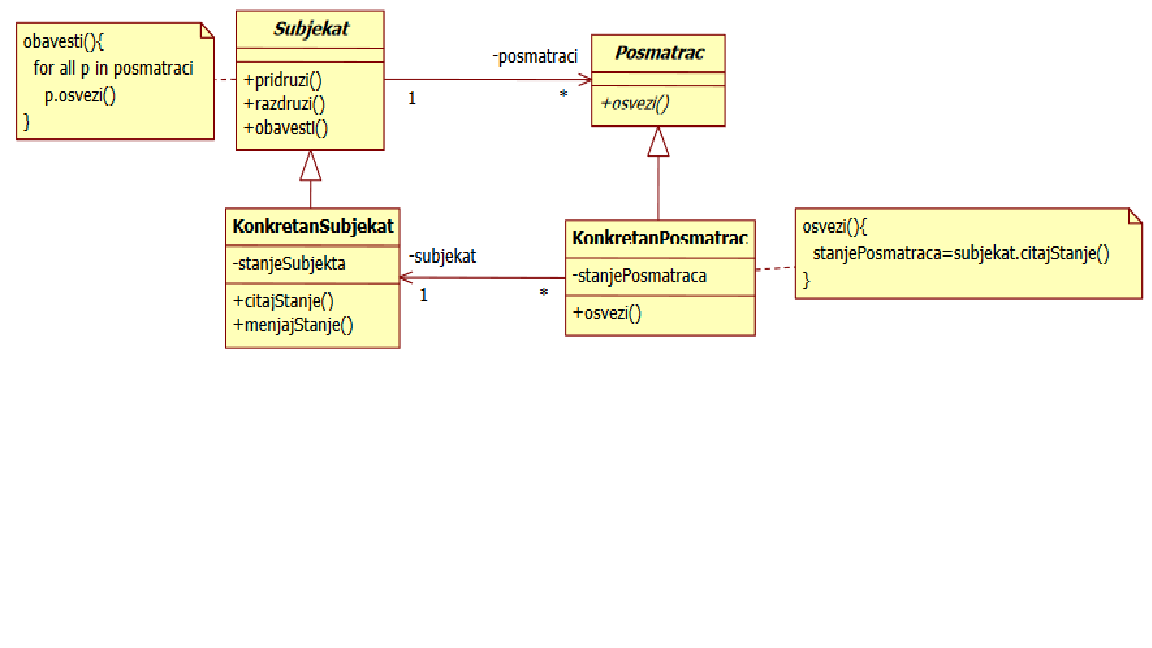 obavesti(){
for all p in posmatraci
p.osvezi()
}
Subjekat
+pridruzi()
+razdruzi()
+obavesti()
-posmatraci
1
*
Posmatrac
+osvezi()
KonkretanSubjekat
-stanjeSubjekta
+citajStanje()
+menjajStanje()
-subjekat
1
*
KonkretanPosmatrac
-stanjePosmatraca
+osvezi()
osvezi(){
stanjePosmatraca=subjekat.citajStanje()
}